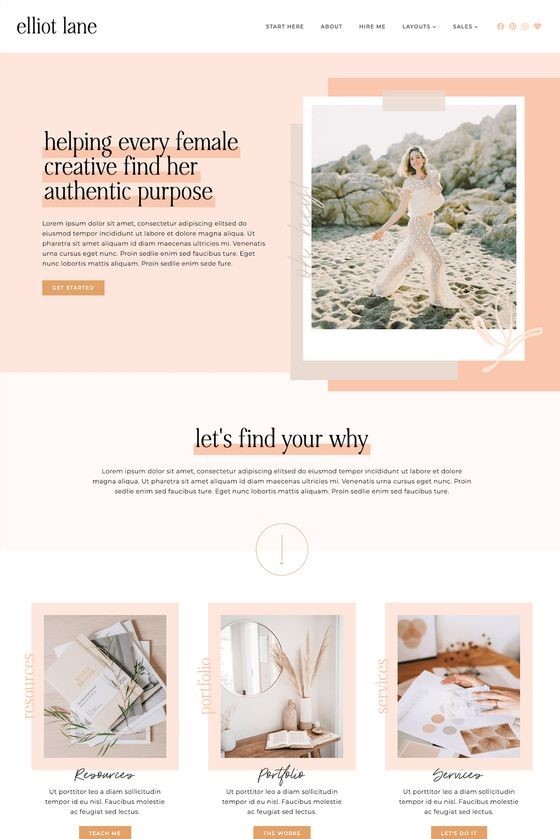 elliot lane
START HERE ABOUT HIRE ME LAYOUTS SALES
helping every female
creative find her
authentic purpose
Lorem ipsum dolor sit amet, consectetur adipiscing elitsed do
eiusmod tempor incididunt ut labore et dolore magna aliqua. Ut
pharetra sit amet aliquam id diam maecenas ultricies mi. Venenatis
urna cursus eget nunc. Proin sedlie enim sed faucibus ture. Eget
nunc lobortis mattis aliquam. Proin sedlie enim sede fure.
GET STARTED
oh hey!
let's find your why
Lorem ipsum dolor sit amet, consectetur adipiscing elitsed do eiusmod tempor incididunt ut labore et dolore
magna aliqua. Ut pharetra sit amet aliquam id diam maecenas ultricies mi. Venenatis urna cursus eget nunc. Proin
sedlie enim sed faucibus ture. Eget nunc lobortis mattis aliquam. Proin sedlie enim sed faucibus ture.
resources
portfolio
services
Resources
Portfolio
Services
Ut porttitor leo a diam sollicitudin
tempor id eu nisl. Faucibus molestie
ac feugiat sed lectus.
Ut porttitor leo a diam sollicitudin
tempor id eu nisl. Faucibus molestie
ac feugiat sed lectus.
Ut porttitor leo a diam sollicitudin
tempor id eu nisl. Faucibus molestie
ac feugiat sed lectus.
TEACH ME
THE WORKS
LET'S DO IT